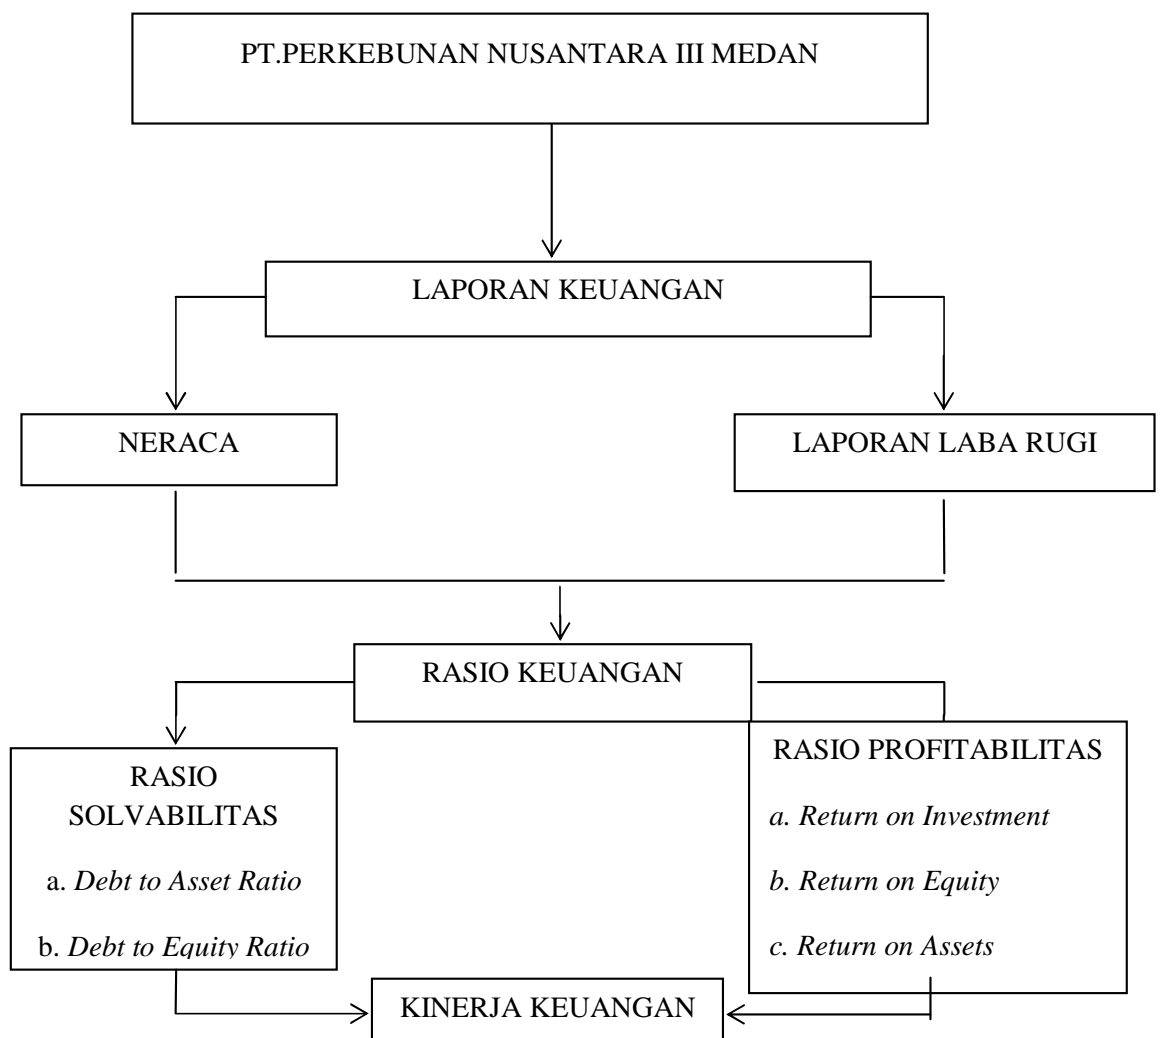 PT.PERKEBUNAN NUSANTARA III MEDAN
LAPORAN KEUANGAN
NERACA
LAPORAN LABA RUGI
RASIO KEUANGAN
RASIO
SOLVABILITAS
a. Debt to Asset Ratio
b. Debt to Equity Ratio
RASIO PROFITABILITAS
a. Return on Investment
b. Return on Equity
c. Return on Assets
KINERJA KEUANGAN